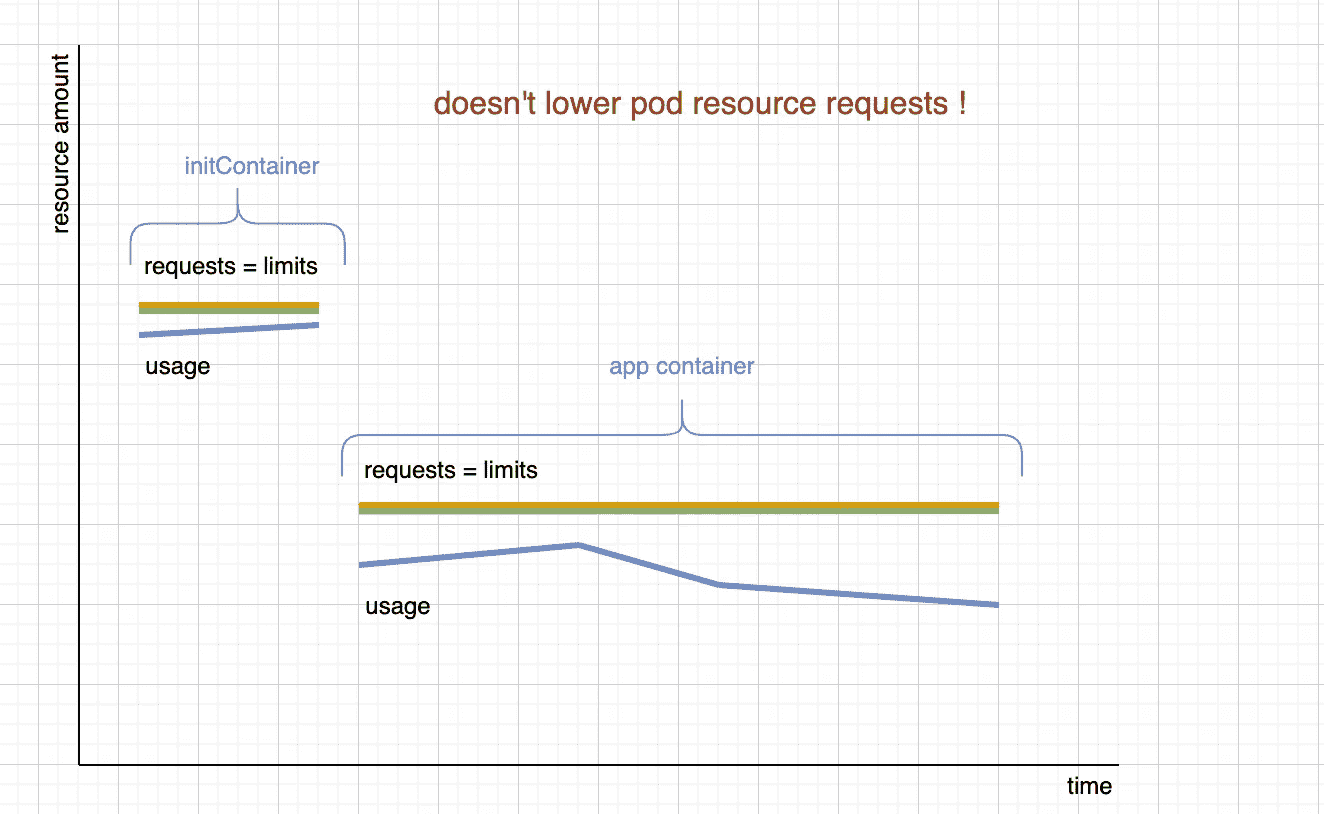 resource amount
doesn't lower pod resource requests !
initContainer
requests = limits
usage
app container
requests = limits
usage
time